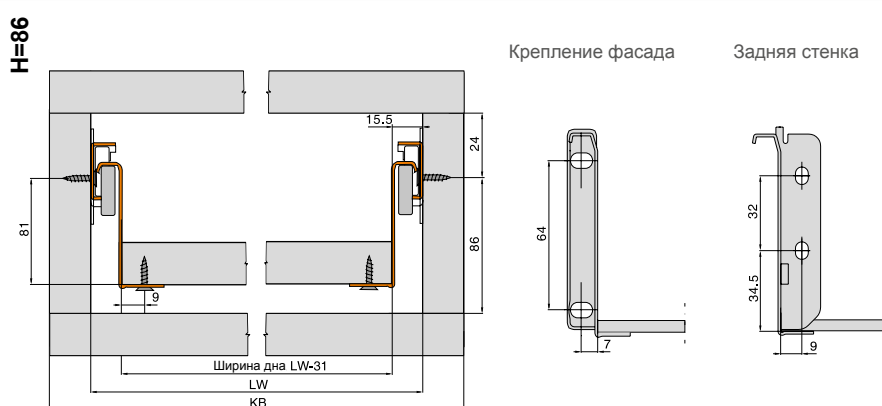 H=86
Крепление фасада
Задняя стенка
15.5
24
81
86
9
Ширина дна LW-31
LW
KB
64
7
32
34.5
9